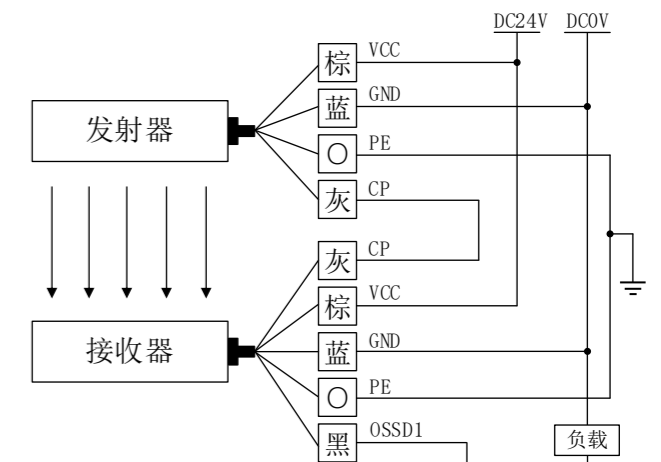 DC24V DC0V
棕 VCC
蓝 GND
发射器
○ PE
灰 CP
灰 CP
棕 VCC
接收器
蓝 GND
○ PE
黑 OSSD1
负载